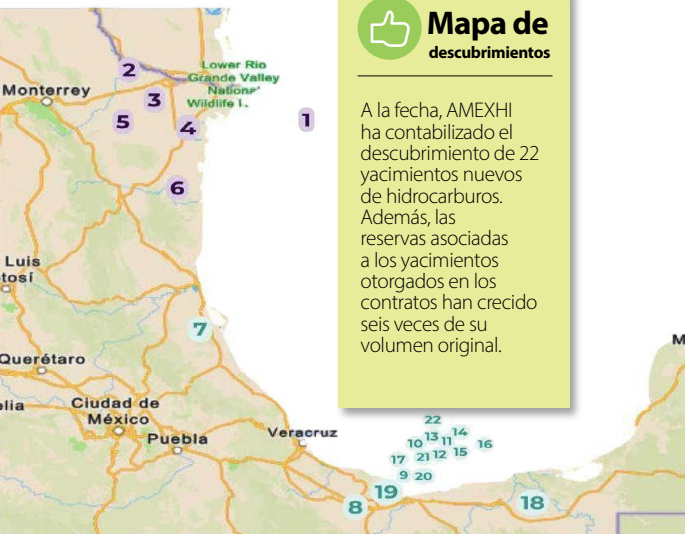 Mapa de
descubrimientos
A la fecha, AMEXHI
ha contabilizado el
descubrimiento de 22
yacimientos nuevos
de hidrocarburos.
Además, las
reservas asociadas
a los yacimientos
otorgados en los
contratos han crecido
seis veces de su
volumen original.
Lower Rio
Grande Valley
Wildlife
Monterrey
2
3
5
4
1
6
Luis
tosí
7
Querétaro
elia
Ciudad de
México
Puebla
Veracruz
M
22
13
14
10
11
16
17
21
12
15
9
20
19
8
18